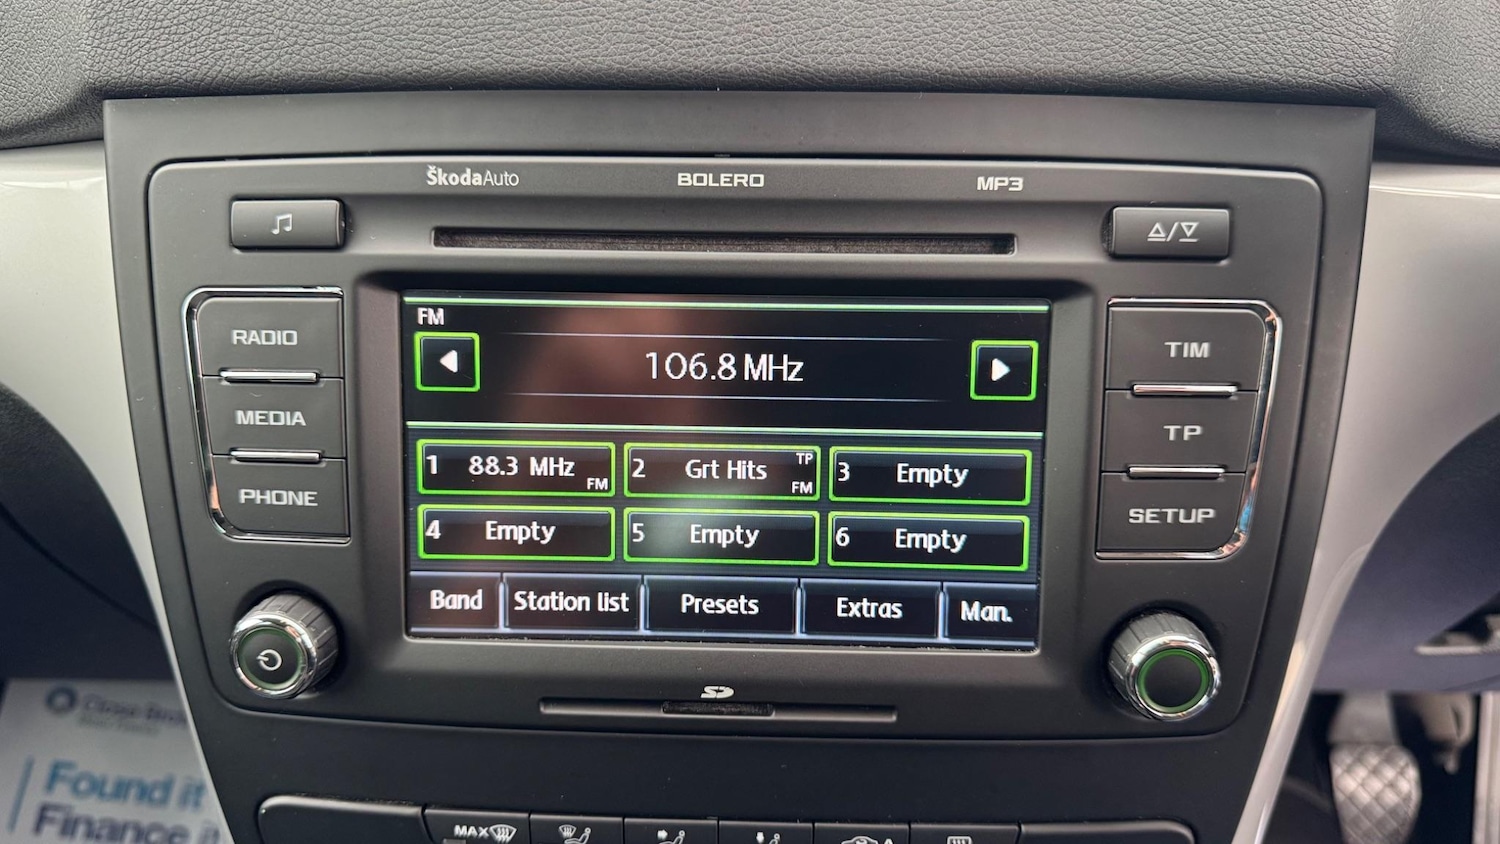 ŠkodaAuto
BOLERO
MP3
RADIO
MEDIA
PHONE
TIM
TP
SETUP
FM
106.8 MHz
1 88.3 MHz FM
2 Grt Hits TP FM
3 Empty
4 Empty
5 Empty
6 Empty
Band
Station list
Presets
Extras
Man.
SD
MAX
Found it
Finance it